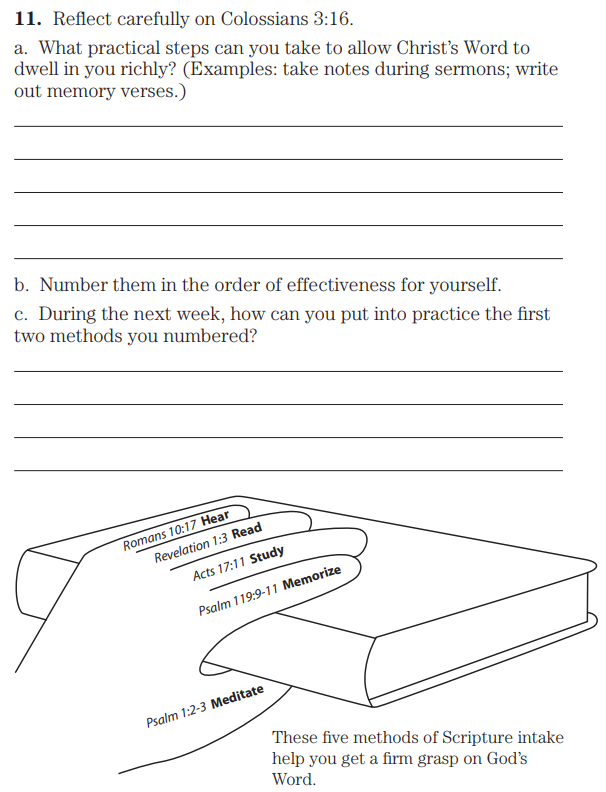 11. Reflect carefully on Colossians 3:16.
a. What practical steps can you take to allow Christ’s Word to
dwell in you richly? (Examples: take notes during sermons; write
out memory verses.)
b. Number them in the order of effectiveness for yourself.
c. During the next week, how can you put into practice the first
two methods you numbered?
Romans 10:17 Hear
Revelation 1:3 Read
Acts 17:11 Study
Psalm 119:9-11 Memorize
Psalm 1:2-3 Meditate
These five methods of Scripture intake
help you get a firm grasp on God’s
Word.